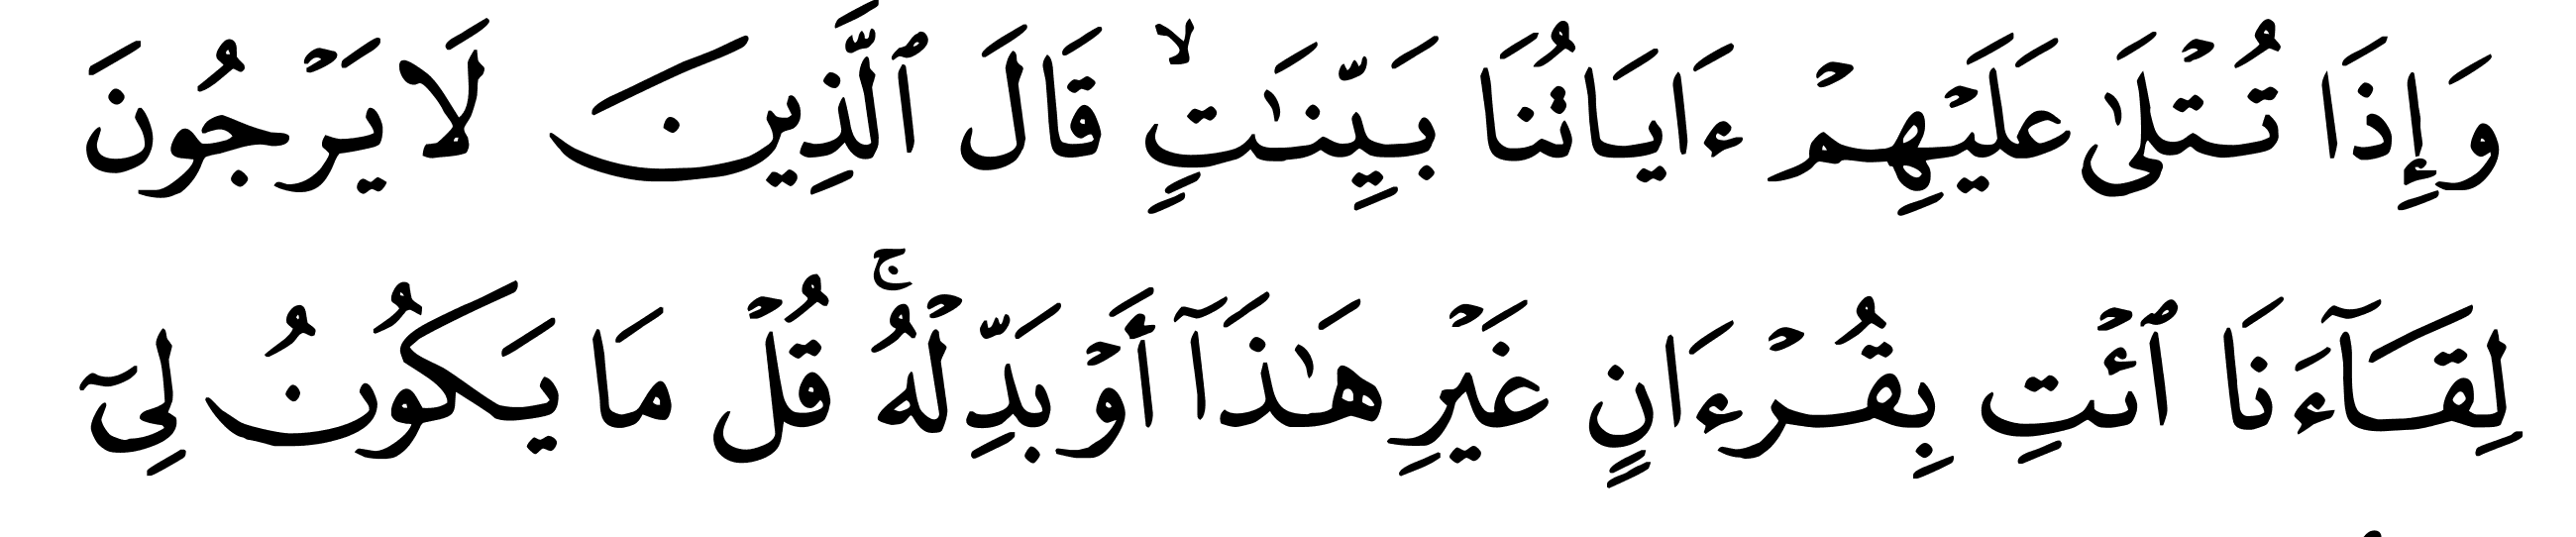 وَإِذَا تُتۡلَىٰ عَلَيۡهِمۡ ءَايَاتُنَا بَيِّنَٰتٖ قَالَ ٱلَّذِينَ لَا يَرۡجُونَ
لِقَآءَنَا ٱئۡتِ بِقُرۡءَانٍ غَيۡرِ هَٰذَآ أَوۡ بَدِّلۡهُۚ قُلۡ مَا يَكُونُ لِيٓ